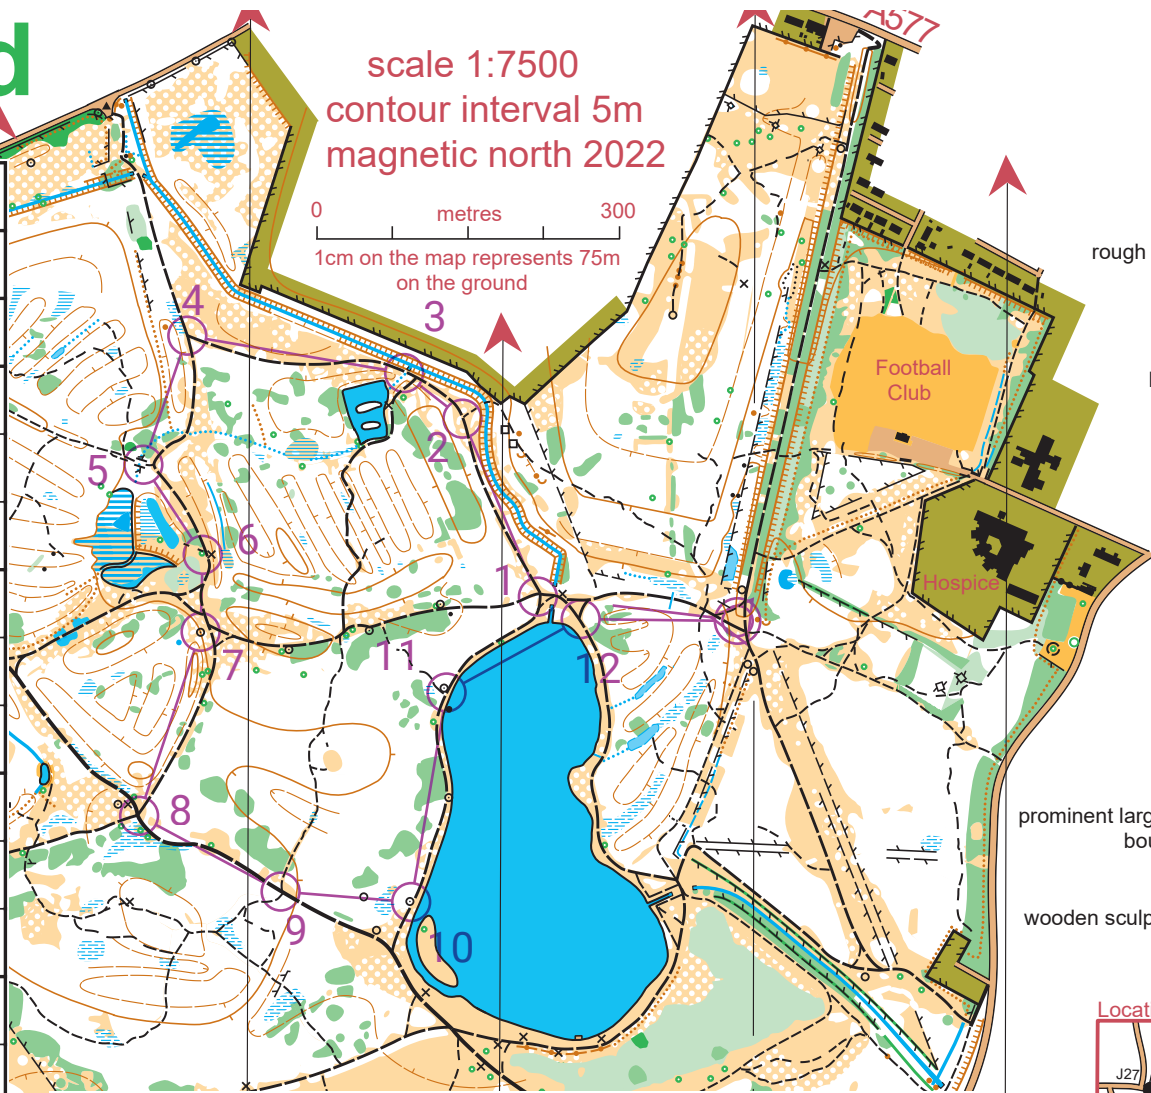 d
A577
scale 1:7500
contour interval 5m
magnetic north 2022
0 metres 300
1cm on the map represents 75m
on the ground
rough
3
4
Football
Club
2
5
6
1
Hospice
11
12
7
8
prominent larg
bou
9
10
wooden sculp
Locat
J27